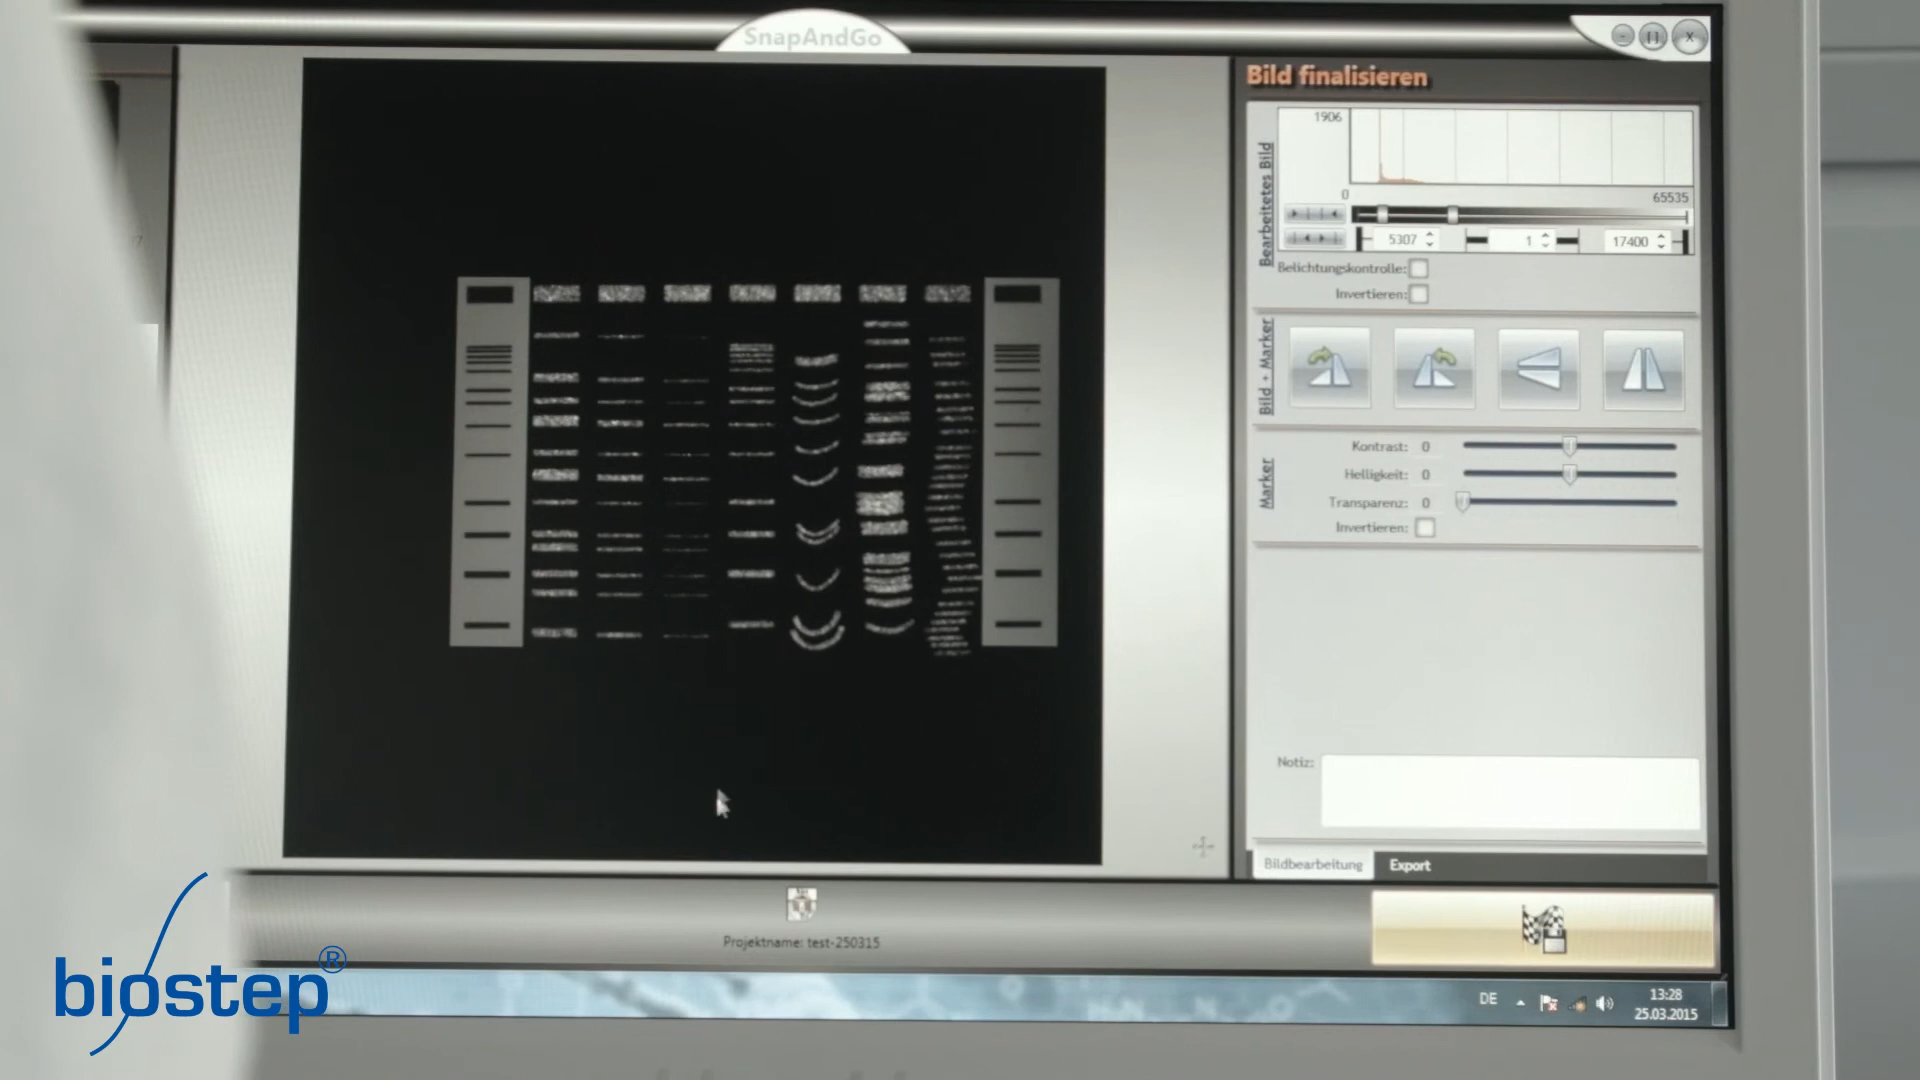 SnapAndGo
Bild finalisieren
Bearbeitetes Bild
1906
0
65535
5307
1
17400
Belichtungskontrolle:
Invertieren:
Bild + Marker
Marker
Kontrast: 0
Helligkeit: 0
Transparenz: 0
Invertieren:
Notiz:
Bildbearbeitung
Export
Projektname: test-250315
biostep®
DE
13:28
25.03.2015